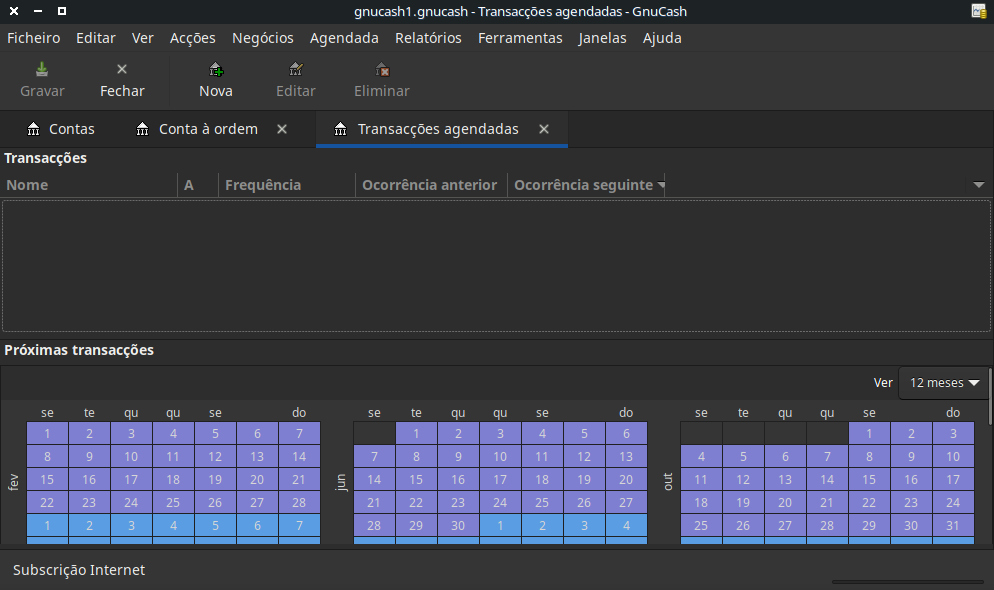 gnucash1.gnucash - Transacções agendadas - GnuCash
Ficheiro Editar Ver Acções Negócios Agendada Relatórios Ferramentas Janelas Ajuda
Gravar Fechar Nova Editar Eliminar
Contas Conta à ordem Transacções agendadas
Transacções
Nome A Frequência Ocorrência anterior Ocorrência seguinte
Próximas transacções
Ver 12 meses
se te qu qu se do se te qu qu se do se te qu qu se do
1 2 3 4 5 6 7 1 2 3 4 5 6 1 2 3
8 9 10 11 12 13 14 7 8 9 10 11 12 13 4 5 6 7 8 9 10
fev 15 16 17 18 19 20 21 jun 14 15 16 17 18 19 20 out 11 12 13 14 15 16 17
22 23 24 25 26 27 28 21 22 23 24 25 26 27 18 19 20 21 22 23 24
1 2 3 4 5 6 7 28 29 30 1 2 3 4 25 26 27 28 29 30 31
Subscrição Internet